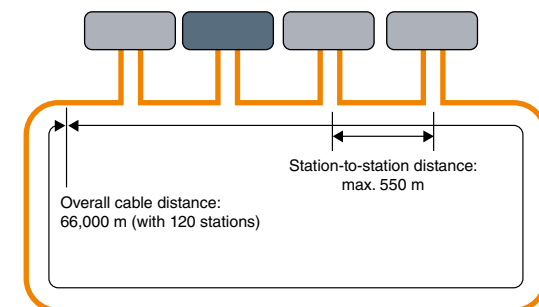 Station-to-station distance:
max. 550 m
Overall cable distance:
66,000 m (with 120 stations)